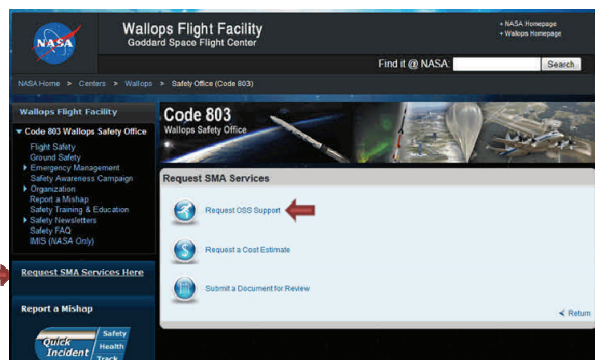 NASA
Wallops Flight Facility
Goddard Space Flight Center
• NASA Homepage
• Wallops Homepage
Find it @ NASA:
Search
NASA Home > Centers > Wallops > Safety Office (Code 803)
Wallops Flight Facility
Code 803 Wallops Safety Office
Flight Safety
Ground Safety
Emergency Management
Safety Awareness Campaign
Organization
Report a Mishap
Safety Training & Education
Safety Newsletters
Safety FAQ
IMIS (NASA Only)
Request SMA Services Here
Report a Mishap
Quick
Incident
Safety
Health
Track
Code 803
Wallops Safety Office
Request SMA Services
Request OSS Support
$
Request a Cost Estimate
Submit a Document for Review
Return